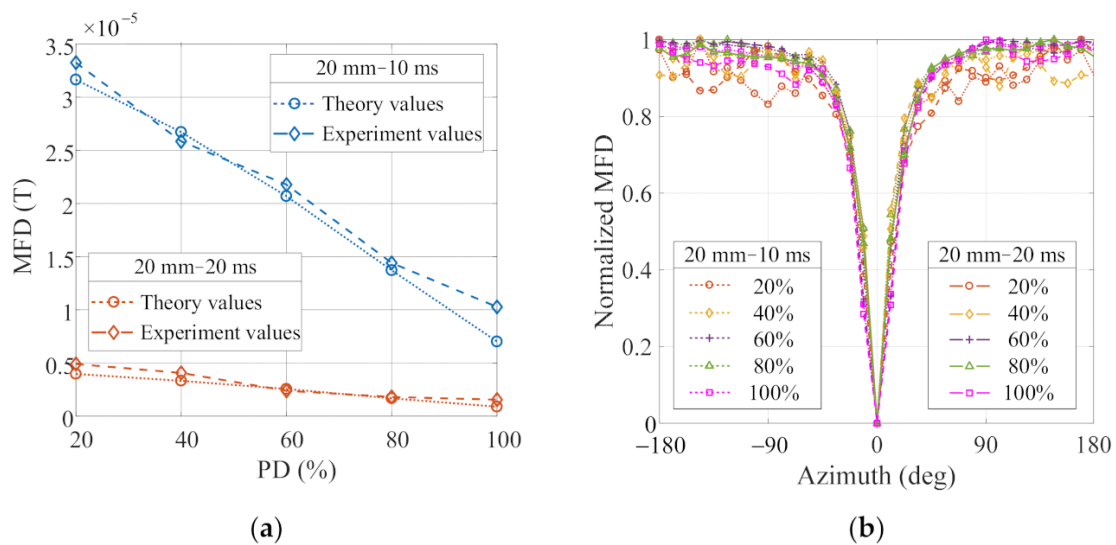 ×10⁻⁵
3.5
3
2.5
2
1.5
1
0.5
0
MFD (T)
20 mm–10 ms
Theory values
Experiment values
20 mm–20 ms
Theory values
Experiment values
20 40 60 80 100
PD (%)
(a)
1
0.8
0.6
0.4
0.2
0
Normalized MFD
20 mm–10 ms
20%
40%
60%
80%
100%
20 mm–20 ms
20%
40%
60%
80%
100%
−180 −90 0 90 180
Azimuth (deg)
(b)